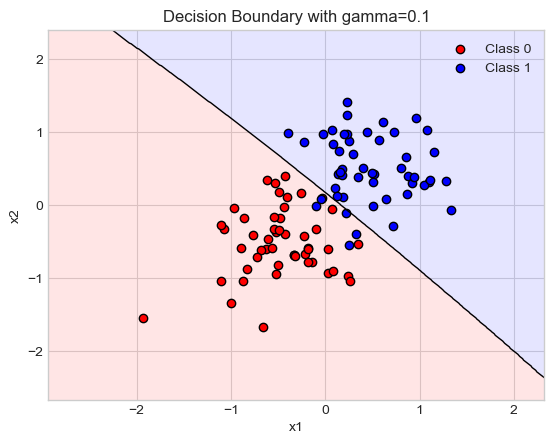 Decision Boundary with gamma=0.1
Class 0
Class 1
2
1
0
−1
−2
x2
−2
−1
0
1
2
x1